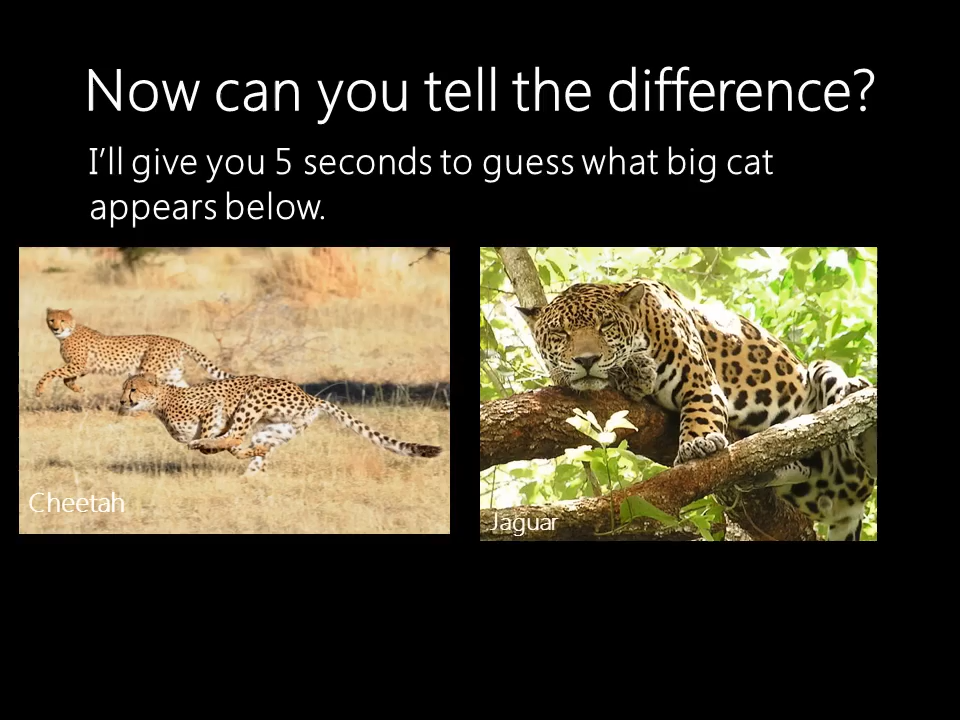 Now can you tell the difference?
I’ll give you 5 seconds to guess what big cat
appears below.
Cheetah
Jaguar